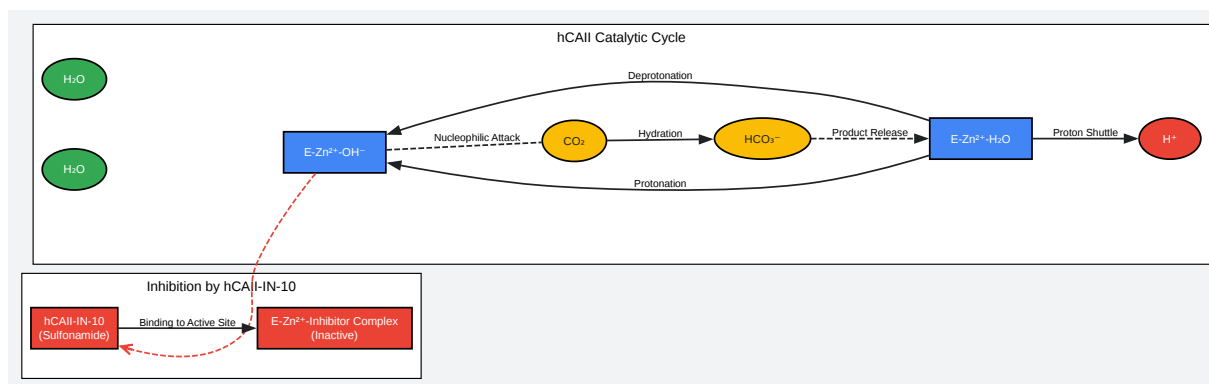 hCAII Catalytic Cycle
H₂O
Deprotonation
Nucleophilic Attack
Hydration
Product Release
Proton Shuttle
E-Zn²⁺-OH⁻
CO₂
HCO₃⁻
E-Zn²⁺-H₂O
H⁺
H₂O
Protonation
Inhibition by hCAII-IN-10
hCAII-IN-10
(Sulfonamide)
Binding to Active Site
E-Zn²⁺-Inhibitor Complex
(Inactive)